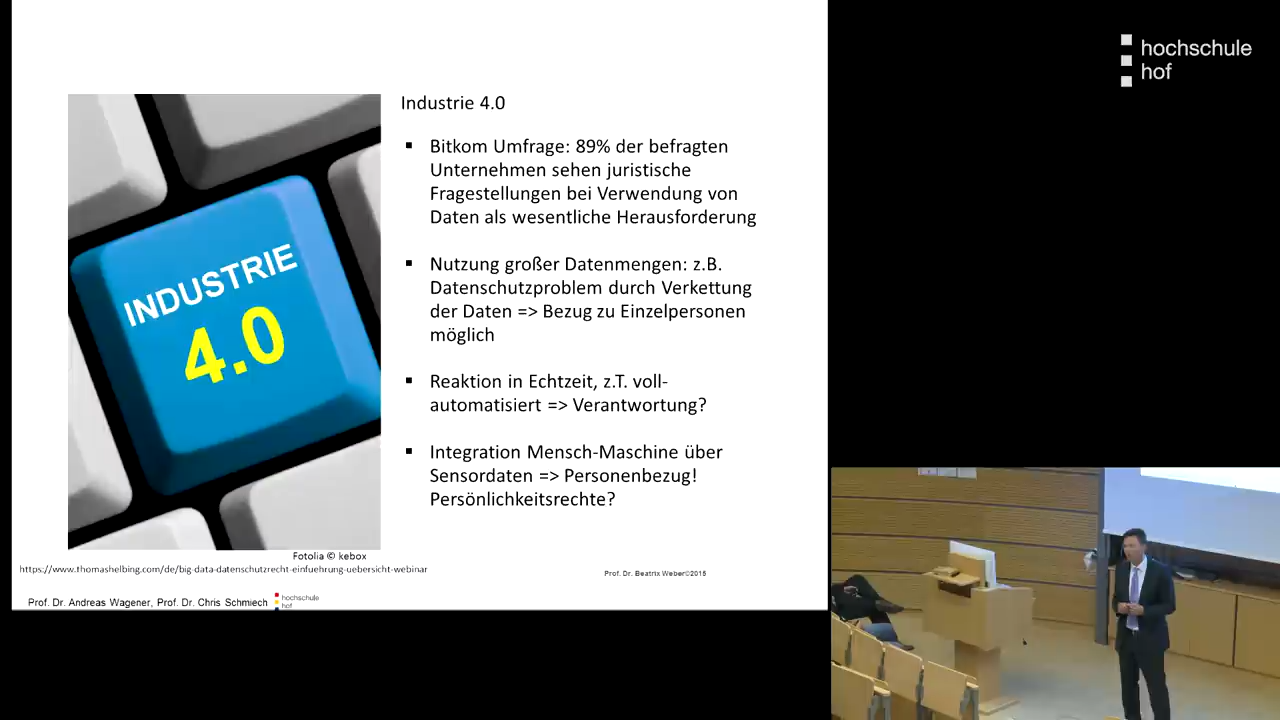 hochschule
hof
Industrie 4.0
▪ Bitkom Umfrage: 89% der befragten
Unternehmen sehen juristische
Fragestellungen bei Verwendung von
Daten als wesentliche Herausforderung
▪ Nutzung großer Datenmengen: z.B.
Datenschutzproblem durch Verkettung
der Daten => Bezug zu Einzelpersonen
möglich
▪ Reaktion in Echtzeit, z.T. voll-
automatisiert => Verantwortung?
▪ Integration Mensch-Maschine über
Sensordaten => Personenbezug!
Persönlichkeitsrechte?
INDUSTRIE
4.0
Fotolia © kebox
https://www.thomashelbing.com/de/big-data-datenschutzrecht-einfuehrung-uebersicht-webinar
Prof. Dr. Beatrix Weber©2015
Prof. Dr. Andreas Wagener, Prof. Dr. Chris Schmiech
hochschule
hof